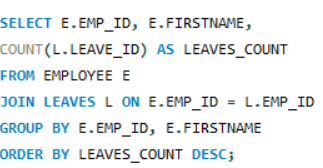 SELECT E.EMP_ID, E.FIRSTNAME,
COUNT(L.LEAVE_ID) AS LEAVES_COUNT
FROM EMPLOYEE E
JOIN LEAVES L ON E.EMP_ID = L.EMP_ID
GROUP BY E.EMP_ID, E.FIRSTNAME
ORDER BY LEAVES_COUNT DESC;